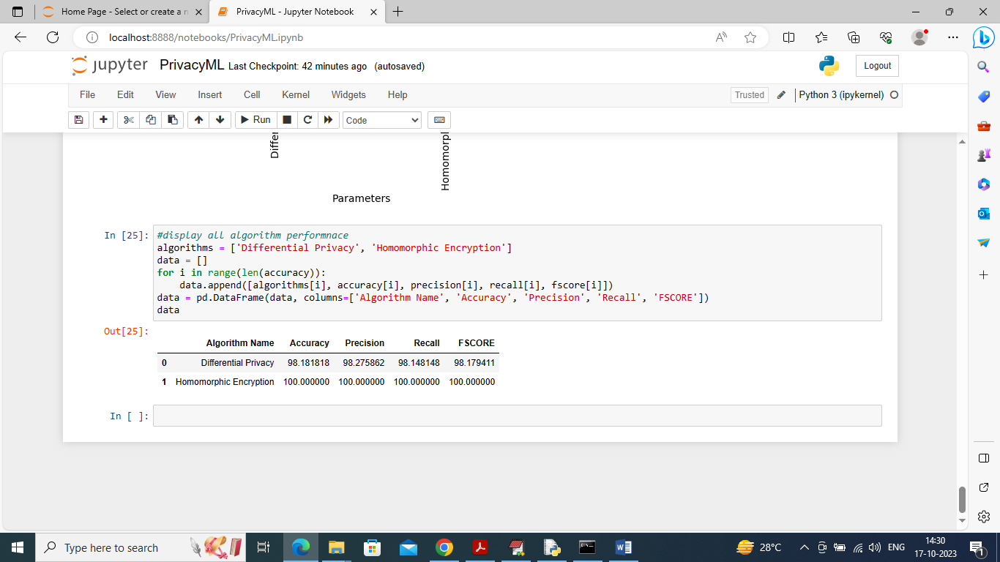 Home Page - Select or create a n
PrivacyML - Jupyter Notebook
localhost:8888/notebooks/PrivacyML.ipynb
jupyter PrivacyML Last Checkpoint: 42 minutes ago (autosaved)
Logout
File Edit View Insert Cell Kernel Widgets Help
Trusted Python 3 (ipykernel)
Run Code
Differ
Homomorpl
Parameters
In [25]:
#display all algorithm performnace
algorithms = ['Differential Privacy', 'Homomorphic Encryption']
data = []
for i in range(len(accuracy)):
    data.append([algorithms[i], accuracy[i], precision[i], recall[i], fscore[i]])
data = pd.DataFrame(data, columns=['Algorithm Name', 'Accuracy', 'Precision', 'Recall', 'FSCORE'])
data
Out[25]:
Algorithm Name Accuracy Precision Recall FSCORE
0 Differential Privacy 98.181818 98.275862 98.148148 98.179411
1 Homomorphic Encryption 100.000000 100.000000 100.000000 100.000000
In [ ]:
Type here to search
28°C
ENG
14:30
17-10-2023
1